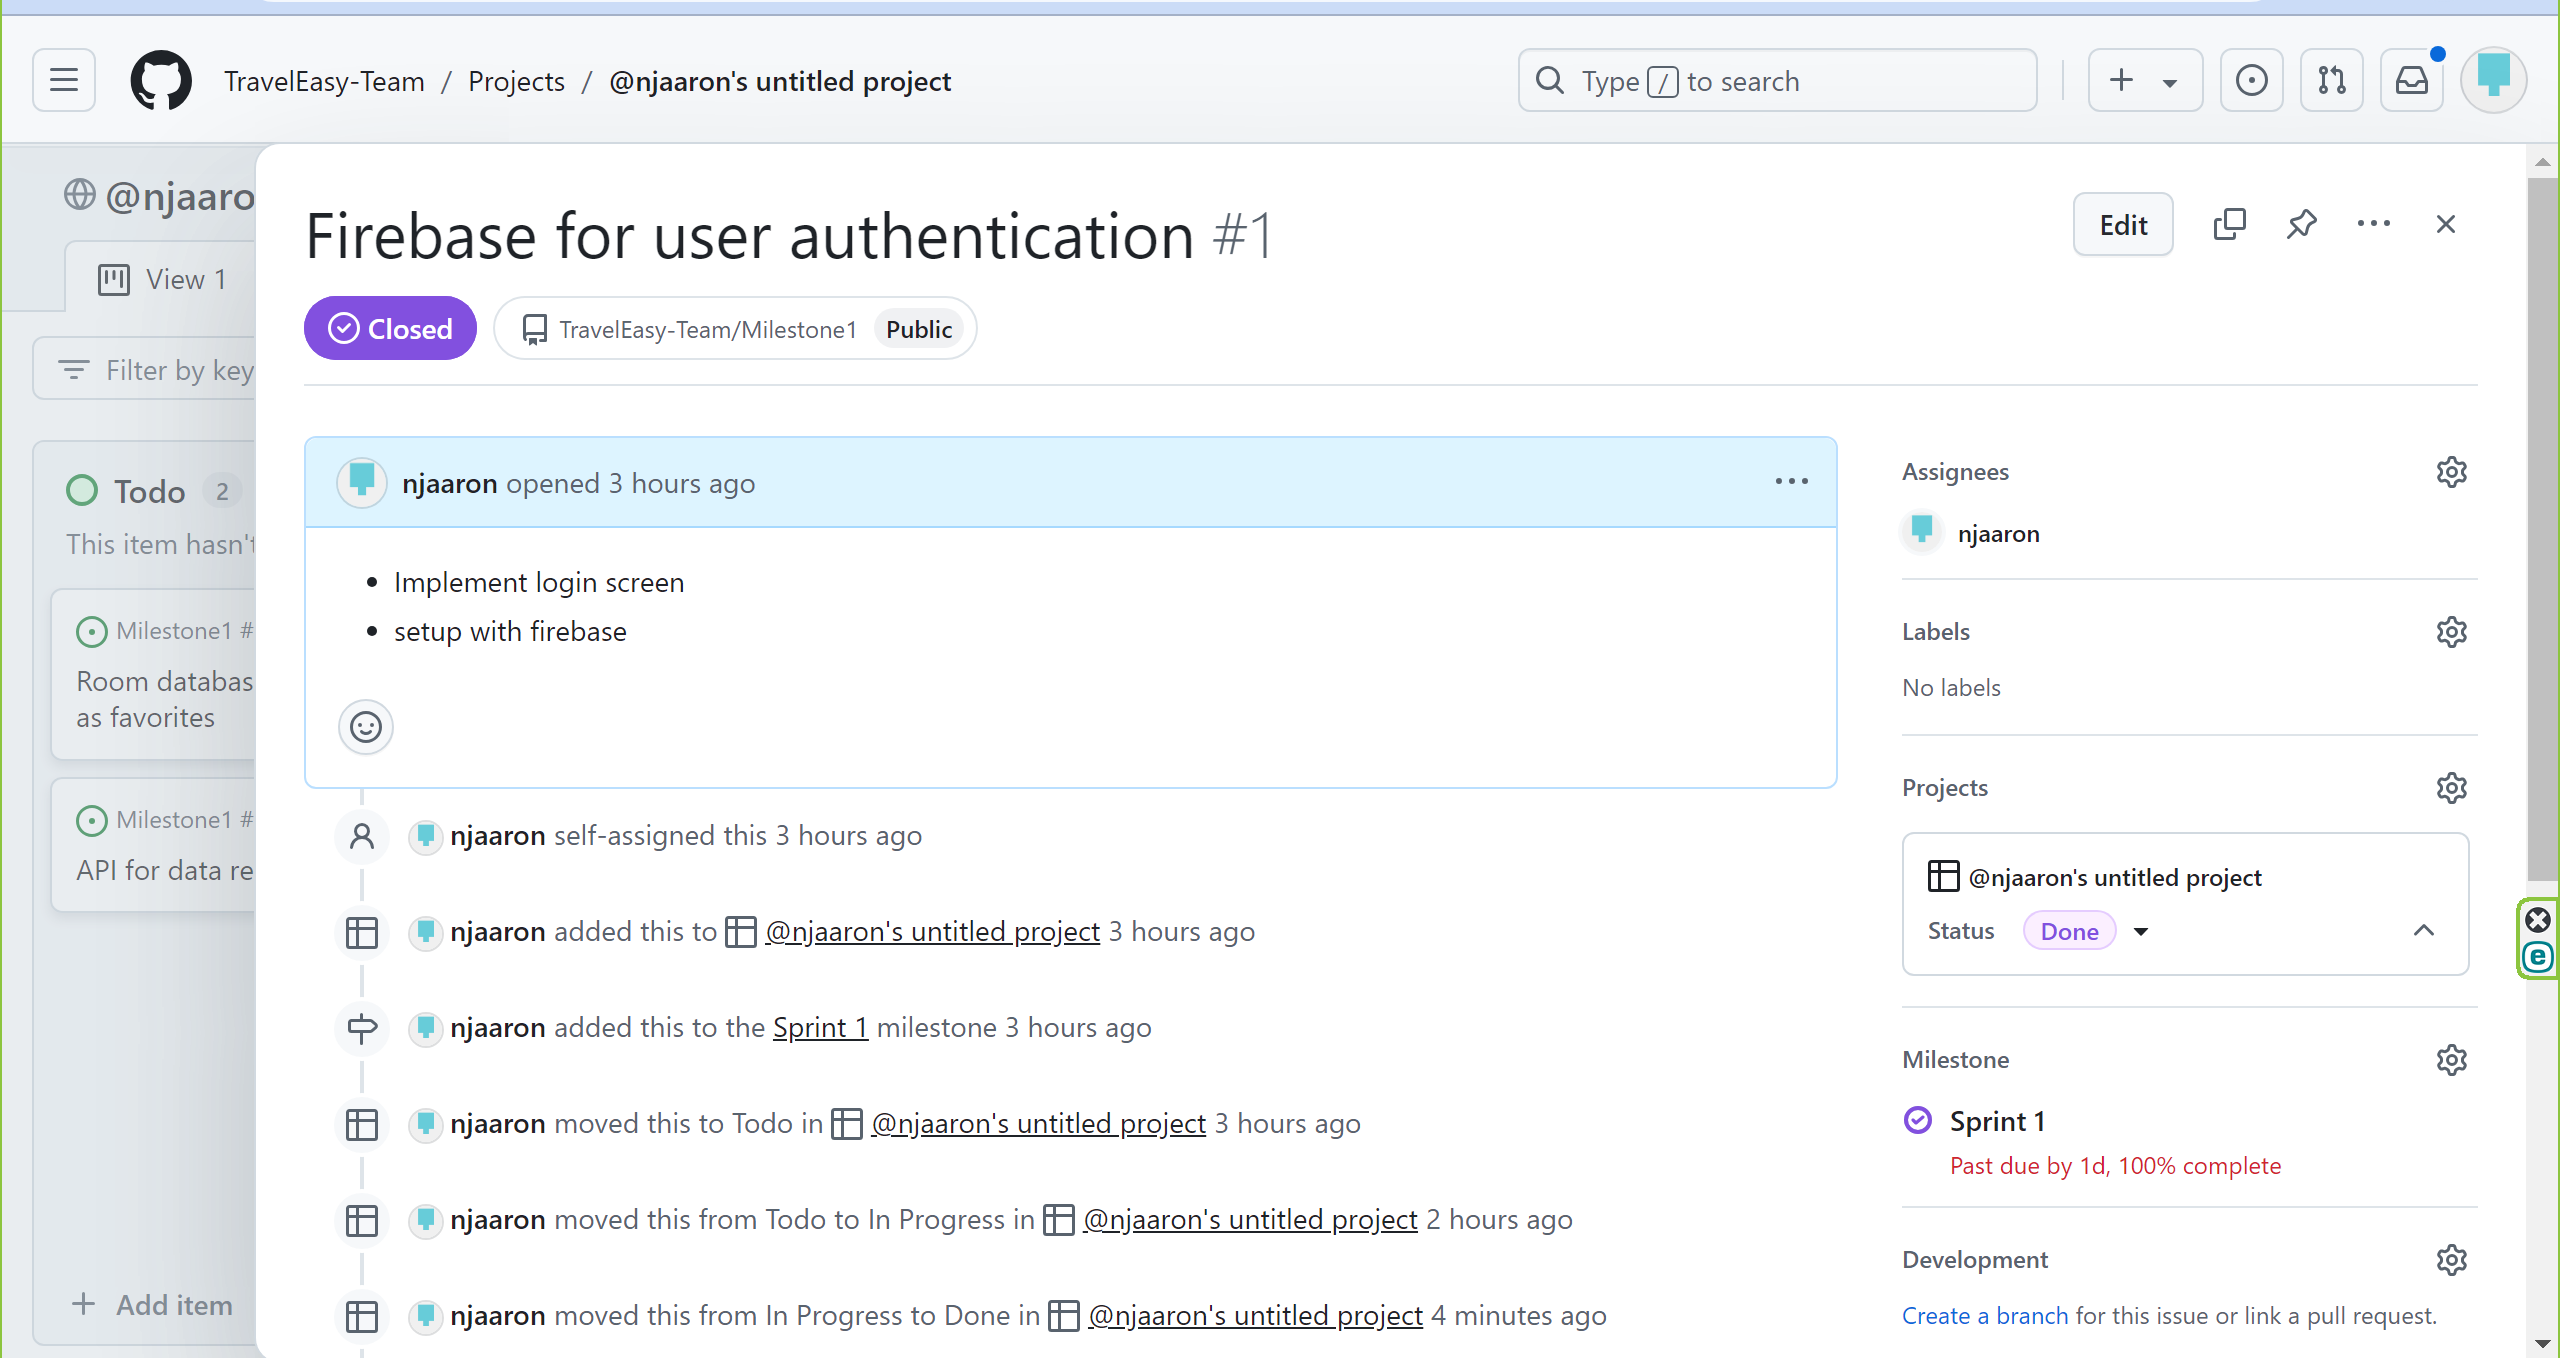 TravelEasy-Team / Projects / @njaaron's untitled project
Type / to search
@njaaro
View 1
Filter by key
Todo 2
This item hasn't
Milestone1 #
Room databas
as favorites
Milestone1 #
API for data re
+ Add item
Firebase for user authentication #1
Edit
Closed
TravelEasy-Team/Milestone1 Public
njaaron opened 3 hours ago
• Implement login screen
• setup with firebase
njaaron self-assigned this 3 hours ago
njaaron added this to @njaaron's untitled project 3 hours ago
njaaron added this to the Sprint 1 milestone 3 hours ago
njaaron moved this to Todo in @njaaron's untitled project 3 hours ago
njaaron moved this from Todo to In Progress in @njaaron's untitled project 2 hours ago
njaaron moved this from In Progress to Done in @njaaron's untitled project 4 minutes ago
Assignees
njaaron
Labels
No labels
Projects
@njaaron's untitled project
Status Done
Milestone
Sprint 1
Past due by 1d, 100% complete
Development
Create a branch for this issue or link a pull request.